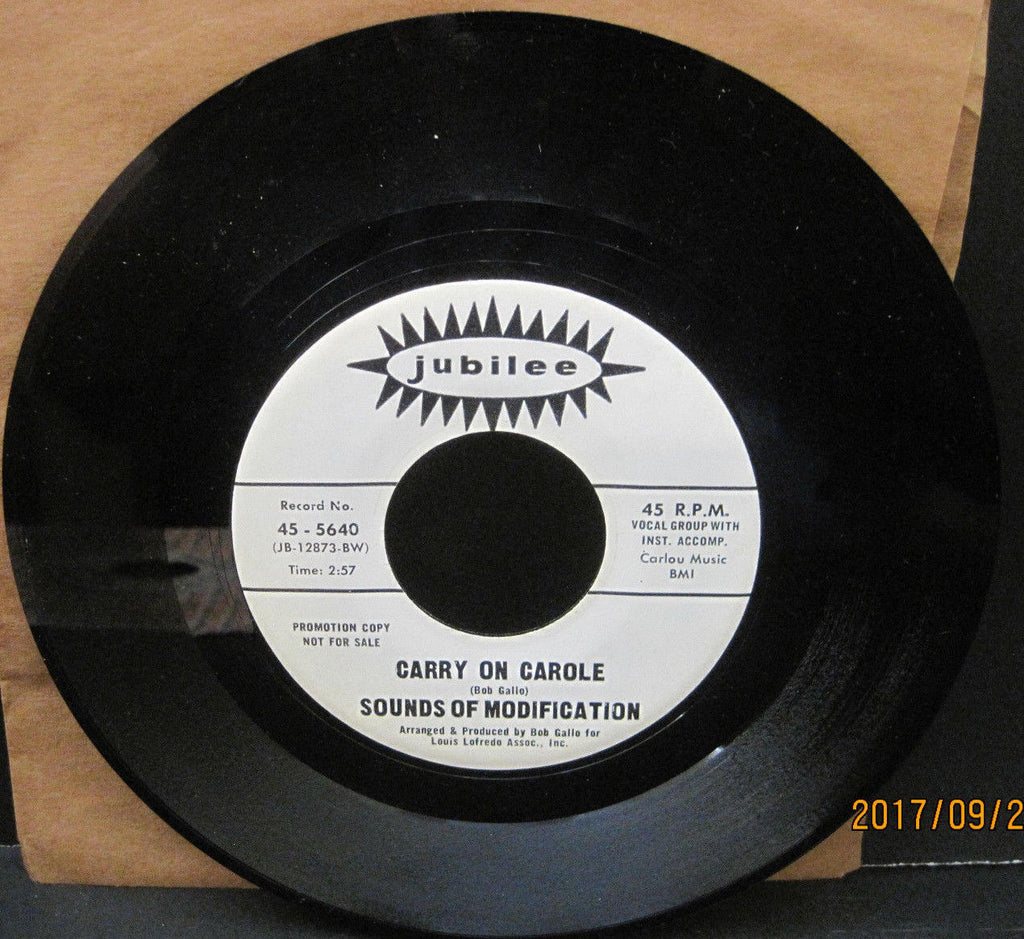 jubilee
Record No.
45 - 5640
(JB-12873-BW)
Time: 2:57
45 R.P.M.
VOCAL GROUP WITH
INST. ACCOMP.
Carlou Music
BMI
PROMOTION COPY
NOT FOR SALE
CARRY ON CAROLE
(Bob Gallo)
SOUNDS OF MODIFICATION
Arranged & Produced by Bob Gallo for
Louis Lofredo Assoc., Inc.
2017/09/2